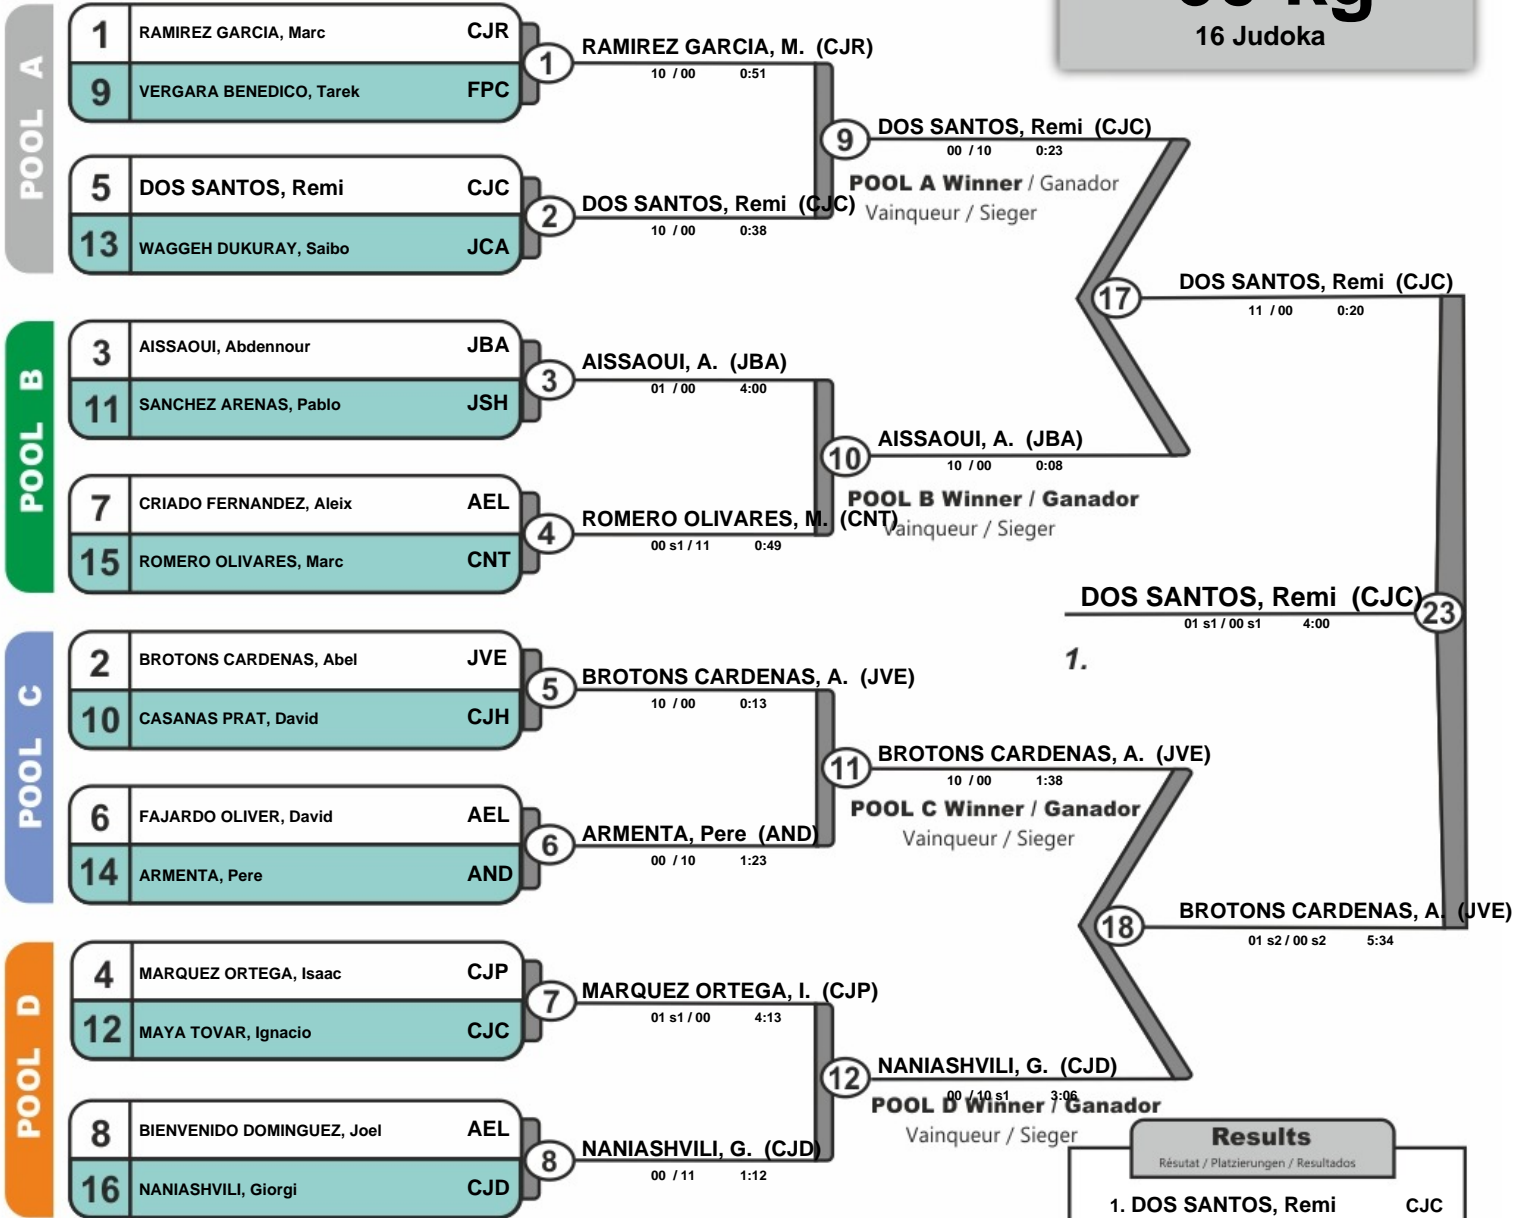 16 Judoka
POOL A
1 RAMIREZ GARCIA, Marc CJR
9 VERGARA BENEDICO, Tarek FPC
1
RAMIREZ GARCIA, M. (CJR)
10 / 00 0:51
5 DOS SANTOS, Remi CJC
13 WAGGEH DUKURAY, Saibo JCA
2
DOS SANTOS, Remi (CJC)
10 / 00 0:38
9
DOS SANTOS, Remi (CJC)
00 / 10 0:23
POOL A Winner / Ganador
Vainqueur / Sieger
POOL B
3 AISSAOUI, Abdennour JBA
11 SANCHEZ ARENAS, Pablo JSH
3
AISSAOUI, A. (JBA)
01 / 00 4:00
7 CRIADO FERNANDEZ, Aleix AEL
15 ROMERO OLIVARES, Marc CNT
4
ROMERO OLIVARES, M. (CNT)
00 s1 / 11 0:49
10
AISSAOUI, A. (JBA)
10 / 00 0:08
POOL B Winner / Ganador
Vainqueur / Sieger
17
DOS SANTOS, Remi (CJC)
11 / 00 0:20
POOL C
2 BROTONS CARDENAS, Abel JVE
10 CASANAS PRAT, David CJH
5
BROTONS CARDENAS, A. (JVE)
10 / 00 0:13
6 FAJARDO OLIVER, David AEL
14 ARMENTA, Pere AND
6
ARMENTA, Pere (AND)
00 / 10 1:23
11
BROTONS CARDENAS, A. (JVE)
10 / 00 1:38
POOL C Winner / Ganador
Vainqueur / Sieger
POOL D
4 MARQUEZ ORTEGA, Isaac CJP
12 MAYA TOVAR, Ignacio CJC
7
MARQUEZ ORTEGA, I. (CJP)
01 s1 / 00 4:13
8 BIENVENIDO DOMINGUEZ, Joel AEL
16 NANIASHVILI, Giorgi CJD
8
NANIASHVILI, G. (CJD)
00 / 11 1:12
12
NANIASHVILI, G. (CJD)
00 / 10 s1 3:06
POOL D Winner / Ganador
Vainqueur / Sieger
18
BROTONS CARDENAS, A. (JVE)
01 s2 / 00 s2 5:34
DOS SANTOS, Remi (CJC)
23
01 s1 / 00 s1 4:00
1.
Results
Résutat / Platzierungen / Resultados
1. DOS SANTOS, Remi CJC